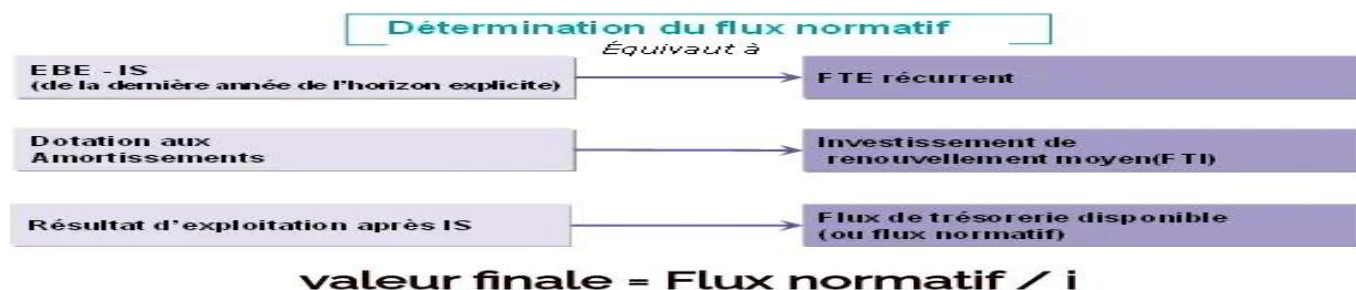 Détermination du flux normatif
Équivaut à
EBE - IS
(de la dernière année de l'horizon explicite)
FTE récurrent
Dotation aux
Amortissements
Investissement de
renouvellement moyen(FTI)
Résultat d'exploitation après IS
Flux de trésorerie disponible
(ou flux normatif)
valeur finale = Flux normatif / i